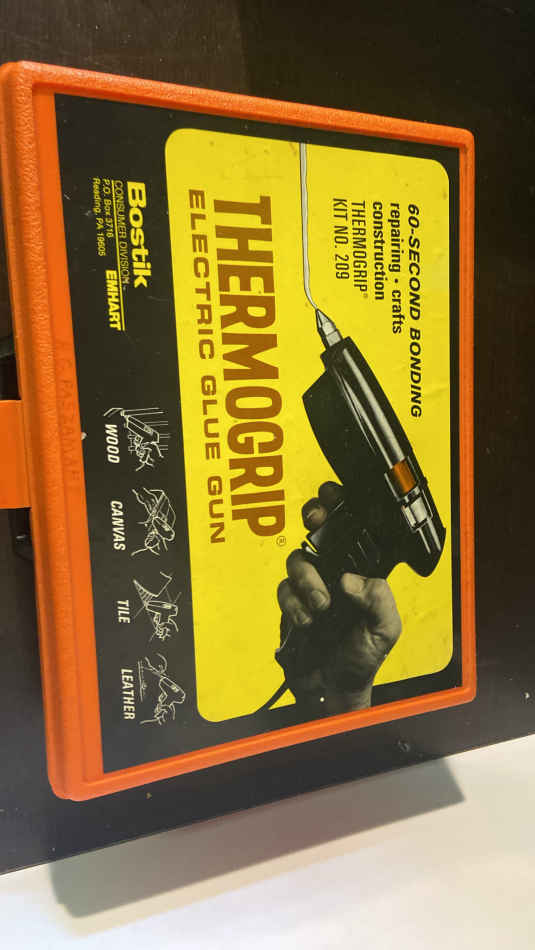 60-SECOND BONDING
repairing • crafts
construction
THERMOGRIP®
KIT NO. 209
THERMOGRIP®
ELECTRIC GLUE GUN
Bostik
CONSUMER DIVISION
EMHART
P.O. Box 3716
Reading, PA 19605
WOOD
CANVAS
TILE
LEATHER